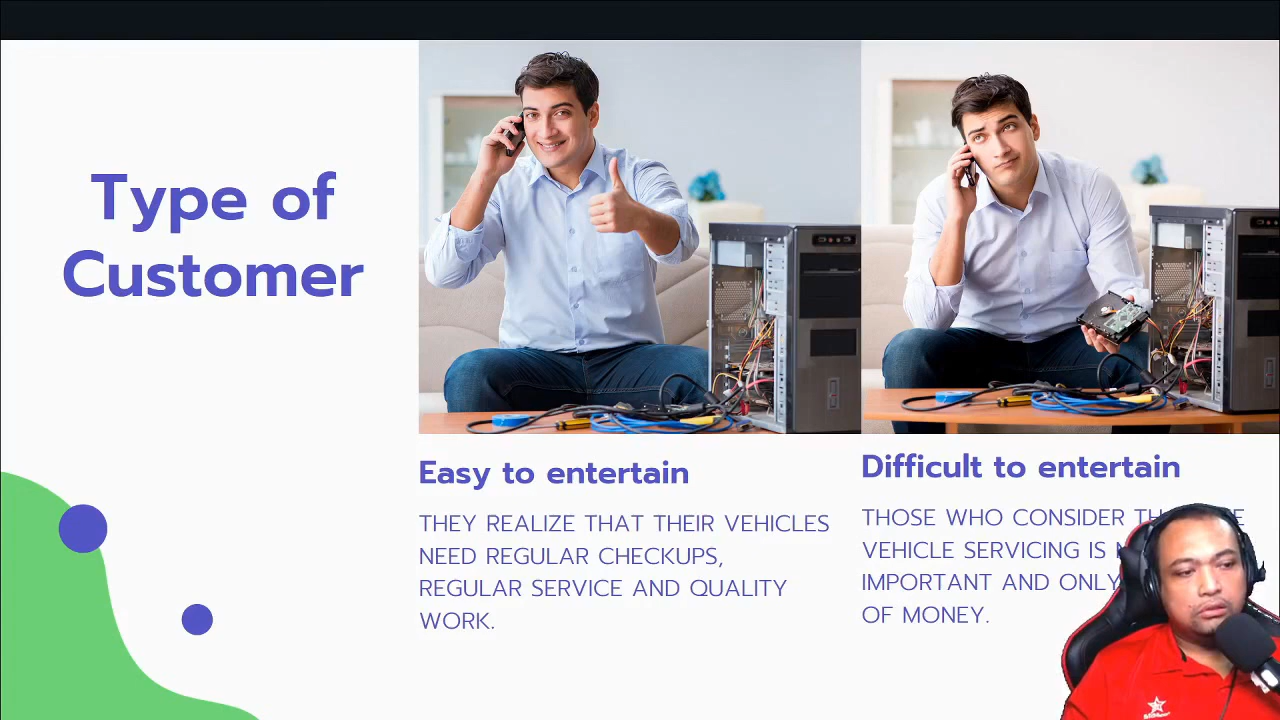 Type of
Customer
Easy to entertain
THEY REALIZE THAT THEIR VEHICLES
NEED REGULAR CHECKUPS,
REGULAR SERVICE AND QUALITY
WORK.
Difficult to entertain
THOSE WHO CONSIDER
VEHICLE SERVICING IS
IMPORTANT AND ONLY
OF MONEY.